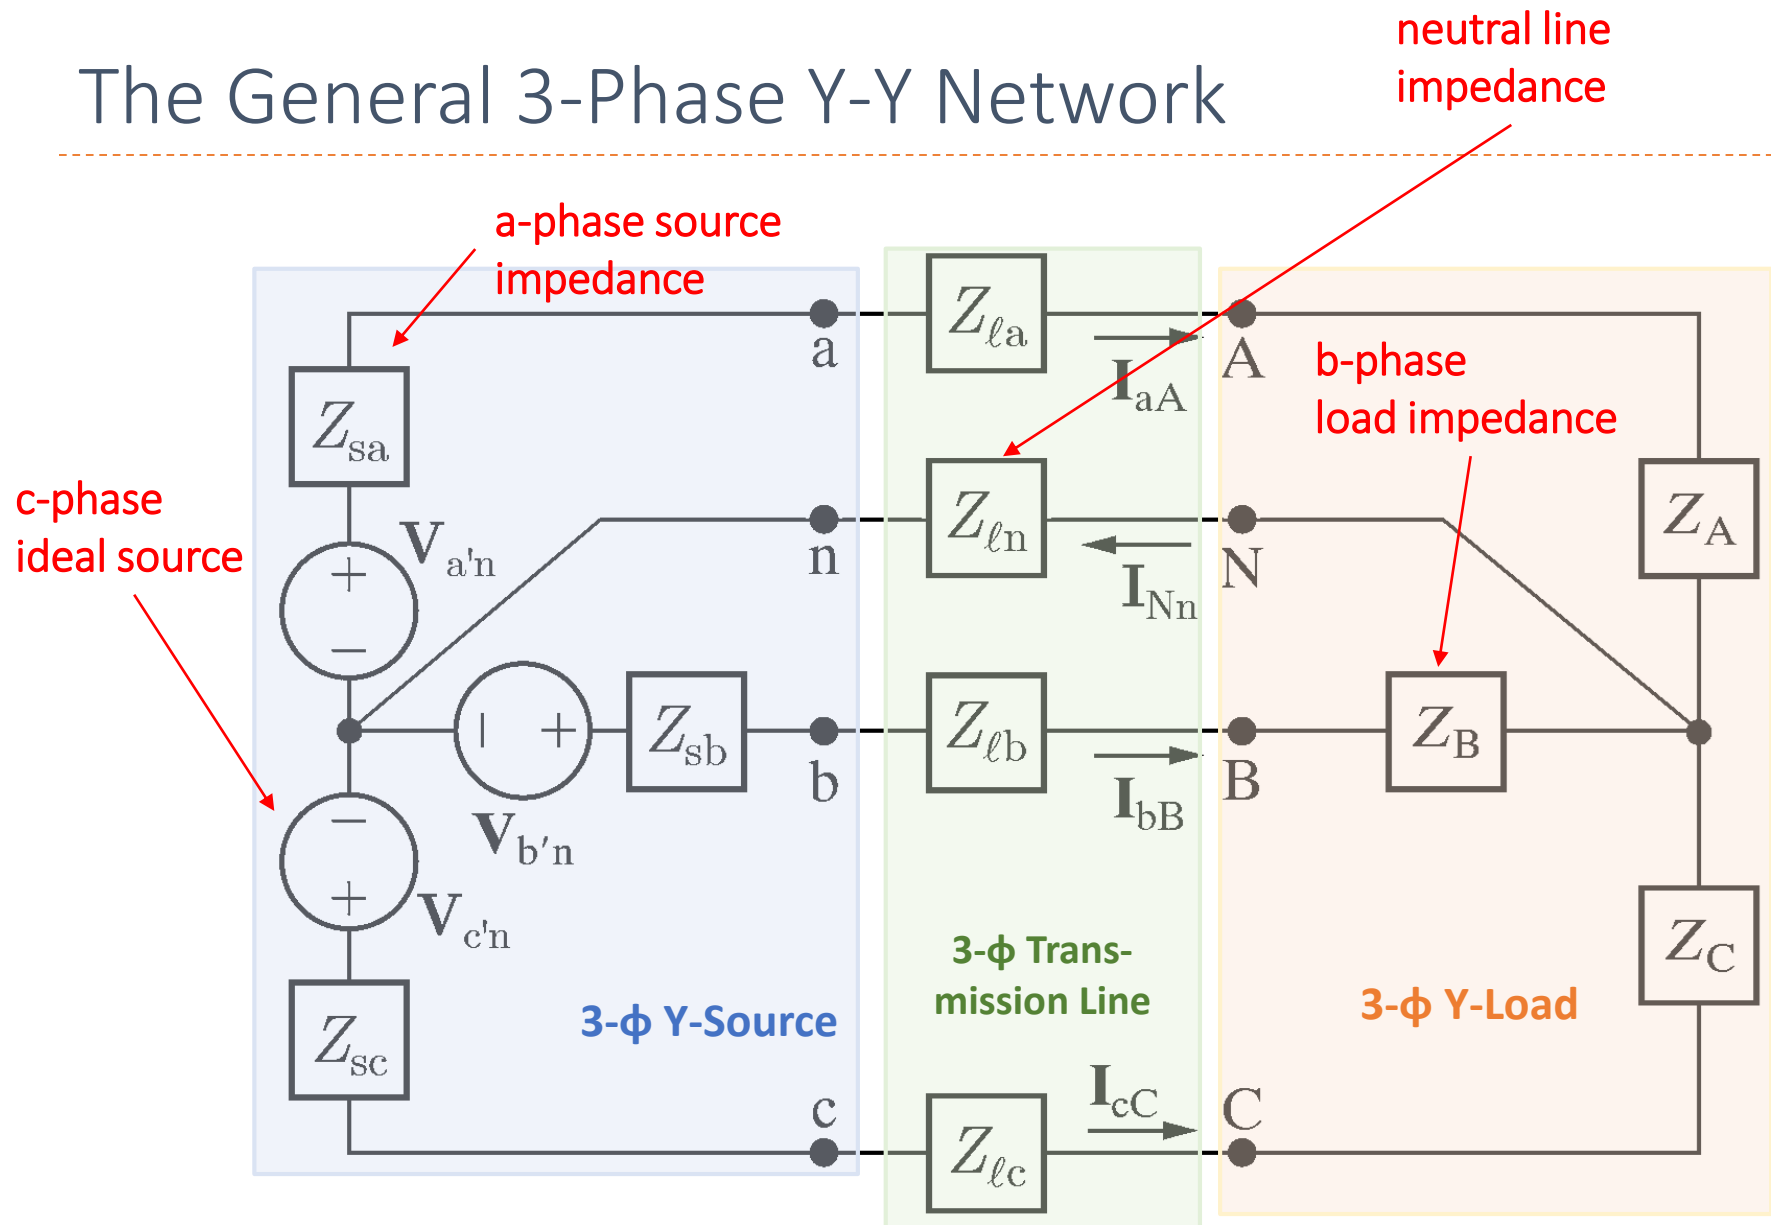 The General 3-Phase Y-Y Network
neutral line
impedance
a-phase source
impedance
c-phase
ideal source
b-phase
load impedance
Zsa
Va'n
+
−
Vb'n
−
+
Zsb
−
+
Vc'n
Zsc
a
n
b
c
3-ϕ Y-Source
Zℓa
IaA
Zℓn
INn
Zℓb
IbB
3-ϕ Trans-
mission Line
IcC
Zℓc
A
N
B
C
ZA
ZB
ZC
3-ϕ Y-Load